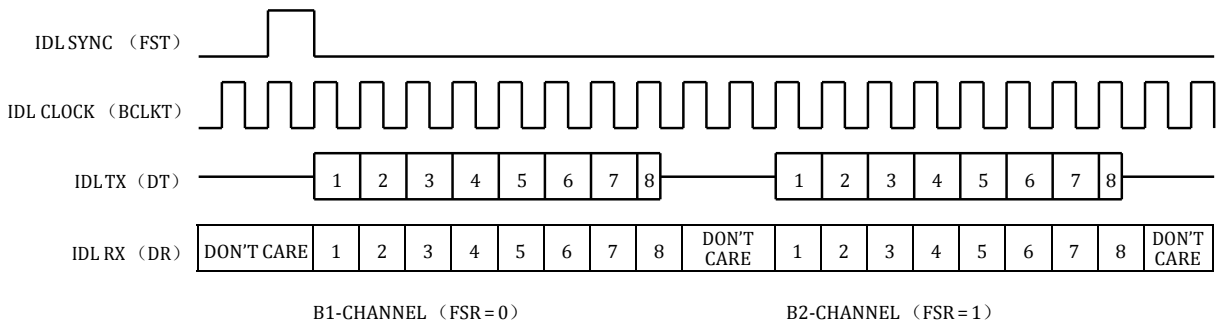 IDL SYNC （FST）
IDL CLOCK （BCLKT）
IDL TX （DT） 1 2 3 4 5 6 7 8 1 2 3 4 5 6 7 8
IDL RX （DR） DON'T CARE 1 2 3 4 5 6 7 8 DON'T CARE 1 2 3 4 5 6 7 8 DON'T CARE
B1-CHANNEL （FSR = 0） B2-CHANNEL （FSR = 1）